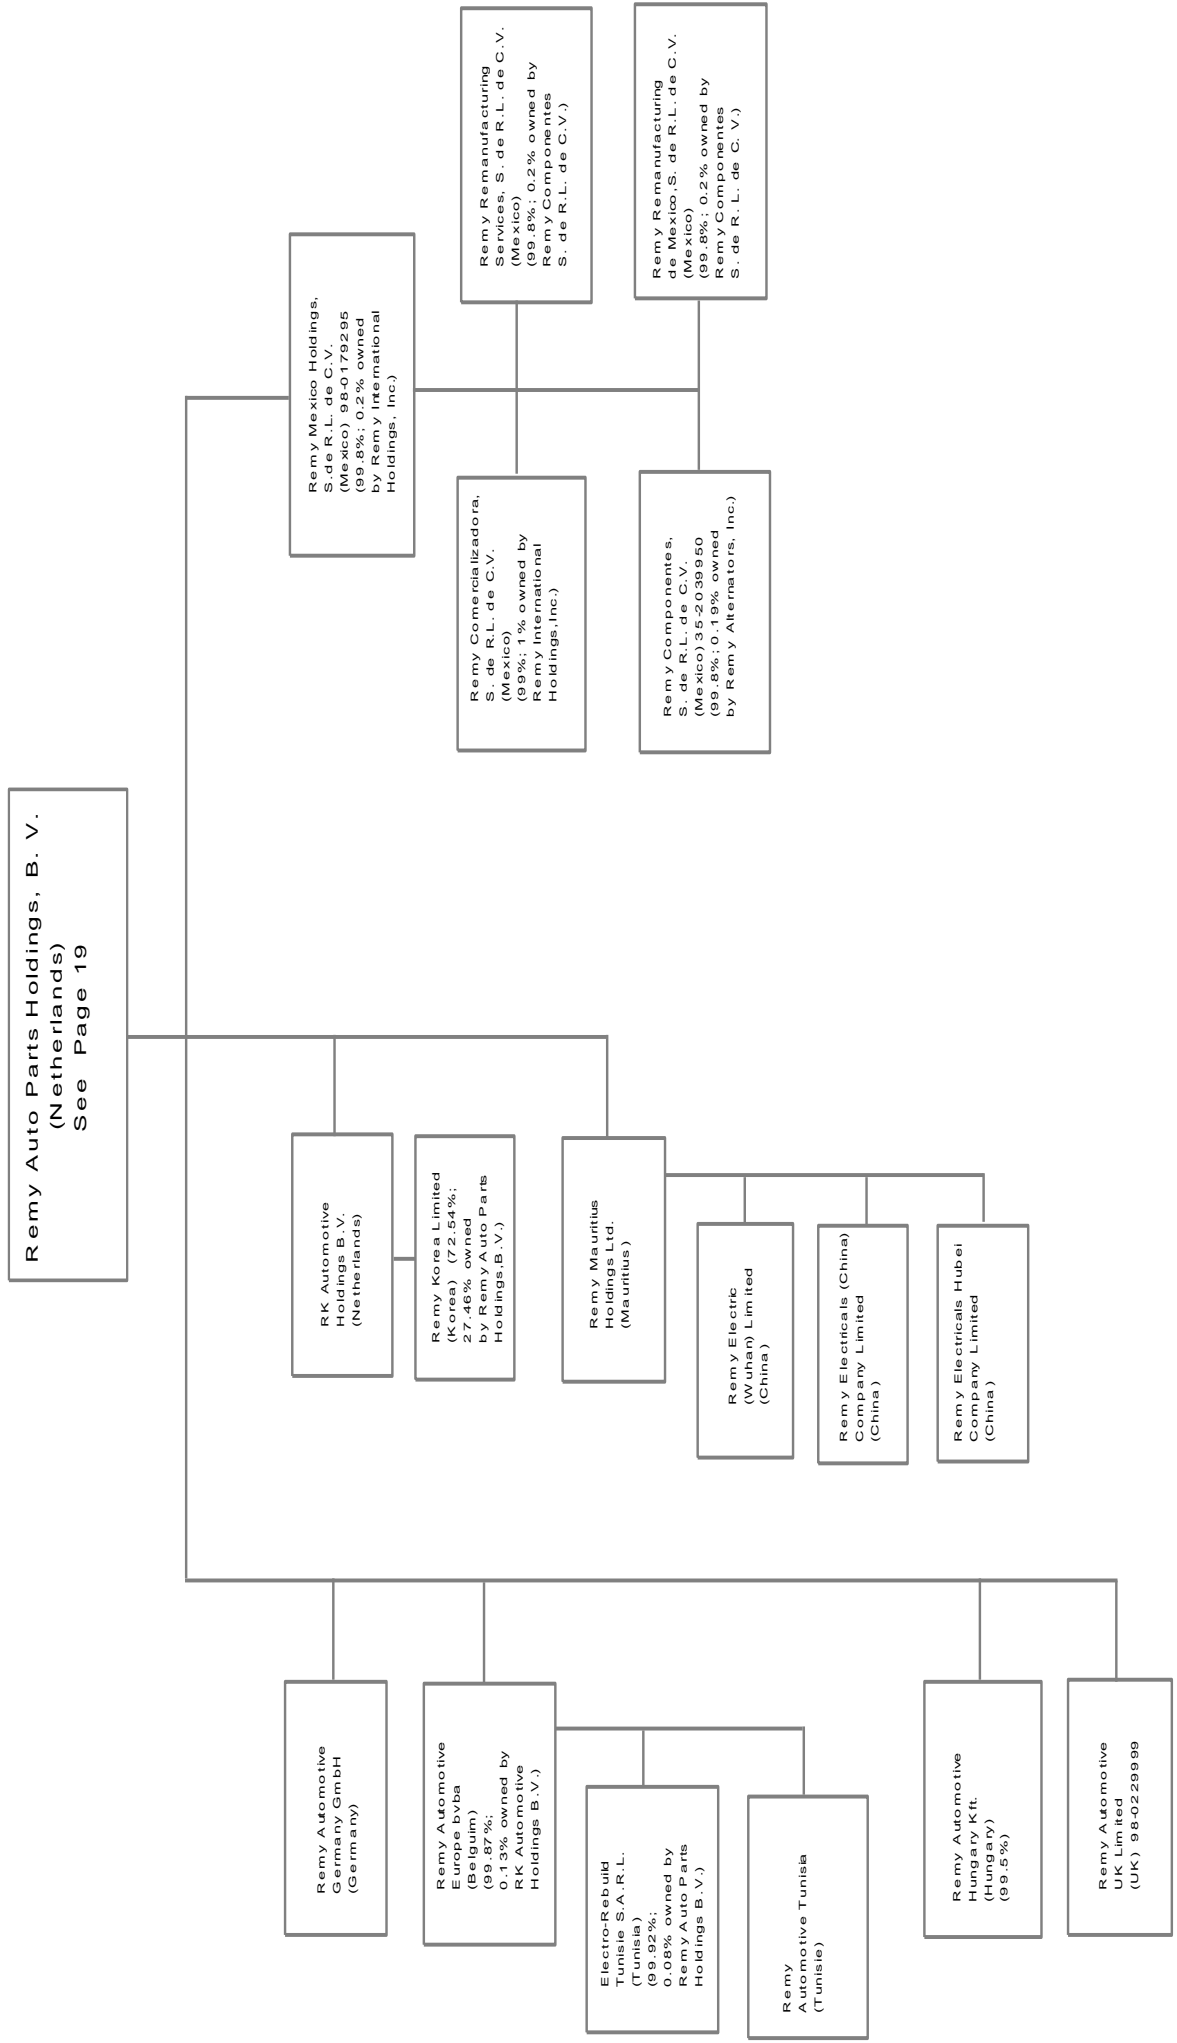 Remy Auto Parts Holdings, B. V.
(Netherlands)
See Page 19
Remy Automotive
Germany GmbH
(Germany)
Remy Automotive
Europe bvba
(Belguim)
(99.87%;
0.13% owned by
RK Automotive
Holdings B.V.)
Electro-Rebuild
Tunisie S.A.R.L.
(Tunisia)
(99.92%;
0.08% owned by
Remy Auto Parts
Holdings B.V.)
Remy
Automotive Tunisia
(Tunisie)
Remy Automotive
Hungary Kft.
(Hungary)
(99.5%)
Remy Automotive
UK Limited
(UK) 98-0229999
RK Automotive
Holdings B.V.
(Netherlands)
Remy Korea Limited
(Korea) (72.54%;
27.46% owned
by Remy Auto Parts
Holdings,B.V.)
Remy Mauritius
Holdings Ltd.
(Mauritius)
Remy Electric
(Wuhan) Limited
(China)
Remy Electricals (China)
Company Limited
(China)
Remy Electricals Hubei
Company Limited
(China)
Remy Mexico Holdings,
S.de R.L. de C.V.
(Mexico) 98-0179295
(99.8%; 0.2% owned
by Remy International
Holdings, Inc.)
Remy Comercializadora,
S. de R.L. de C.V.
(Mexico)
(99%; 1% owned by
Remy International
Holdings,Inc.)
Remy Remanufacturing
Services, S. de R.L. de C.V.
(Mexico)
(99.8%; 0.2% owned by
Remy Componentes
S. de R.L. de C.V.)
Remy Componentes,
S. de R.L. de C.V.
(Mexico) 35-2039950
(99.8%; 0.19% owned
by Remy Alternators, Inc.)
Remy Remanufacturing
de Mexico,S. de R.L. de C.V.
(Mexico)
(99.8%; 0.2% owned by
Remy Componentes
S. de R. L. de C. V.)